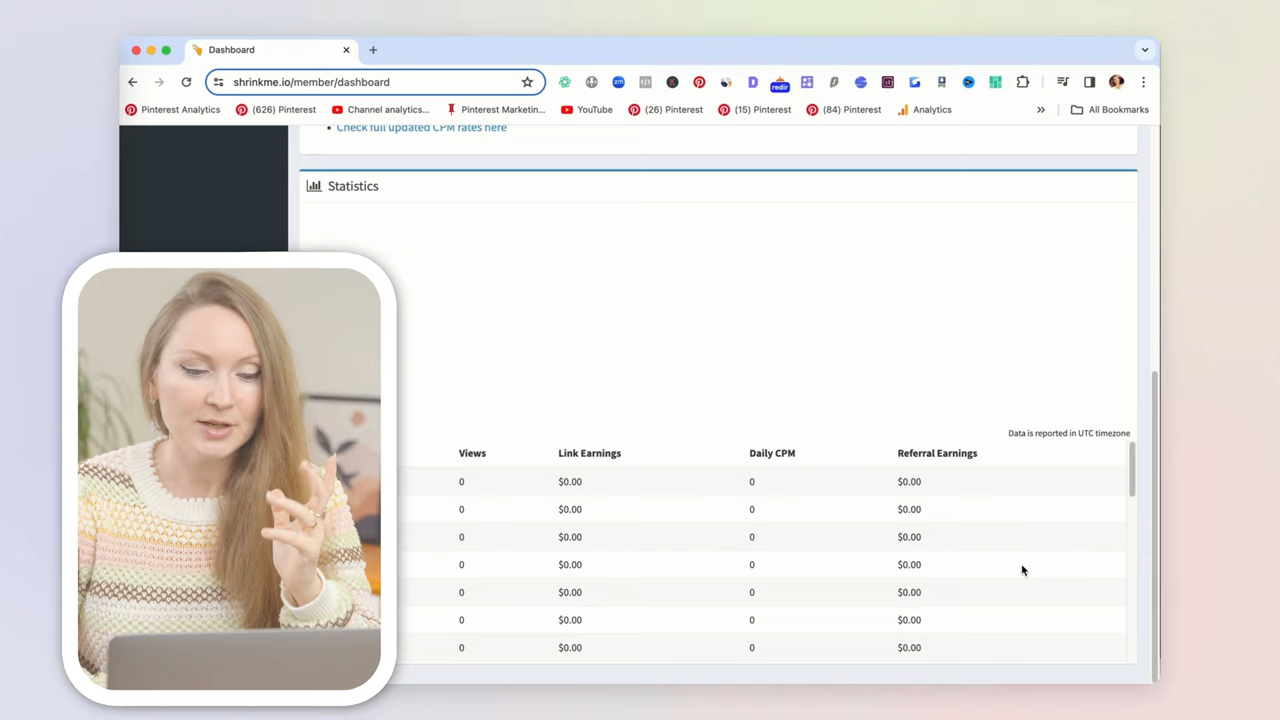 Dashboard
shrinkme.io/member/dashboard
zm
D
redir
Pinterest Analytics (626) Pinterest Channel analytics... Pinterest Marketin... YouTube (26) Pinterest (15) Pinterest (84) Pinterest Analytics » All Bookmarks
Check full updated CPM rates here
Statistics
Data is reported in UTC timezone
Views Link Earnings Daily CPM Referral Earnings
0 $0.00 0 $0.00
0 $0.00 0 $0.00
0 $0.00 0 $0.00
0 $0.00 0 $0.00
0 $0.00 0 $0.00
0 $0.00 0 $0.00
0 $0.00 0 $0.00